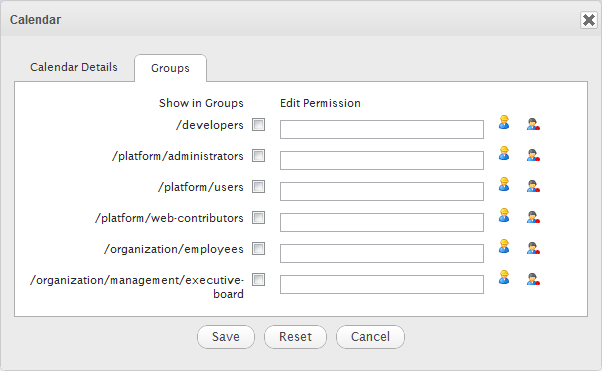 Calendar
Calendar Details Groups
Show in Groups Edit Permission
/developers
/platform/administrators
/platform/users
/platform/web-contributors
/organization/employees
/organization/management/executive-
board
Save Reset Cancel